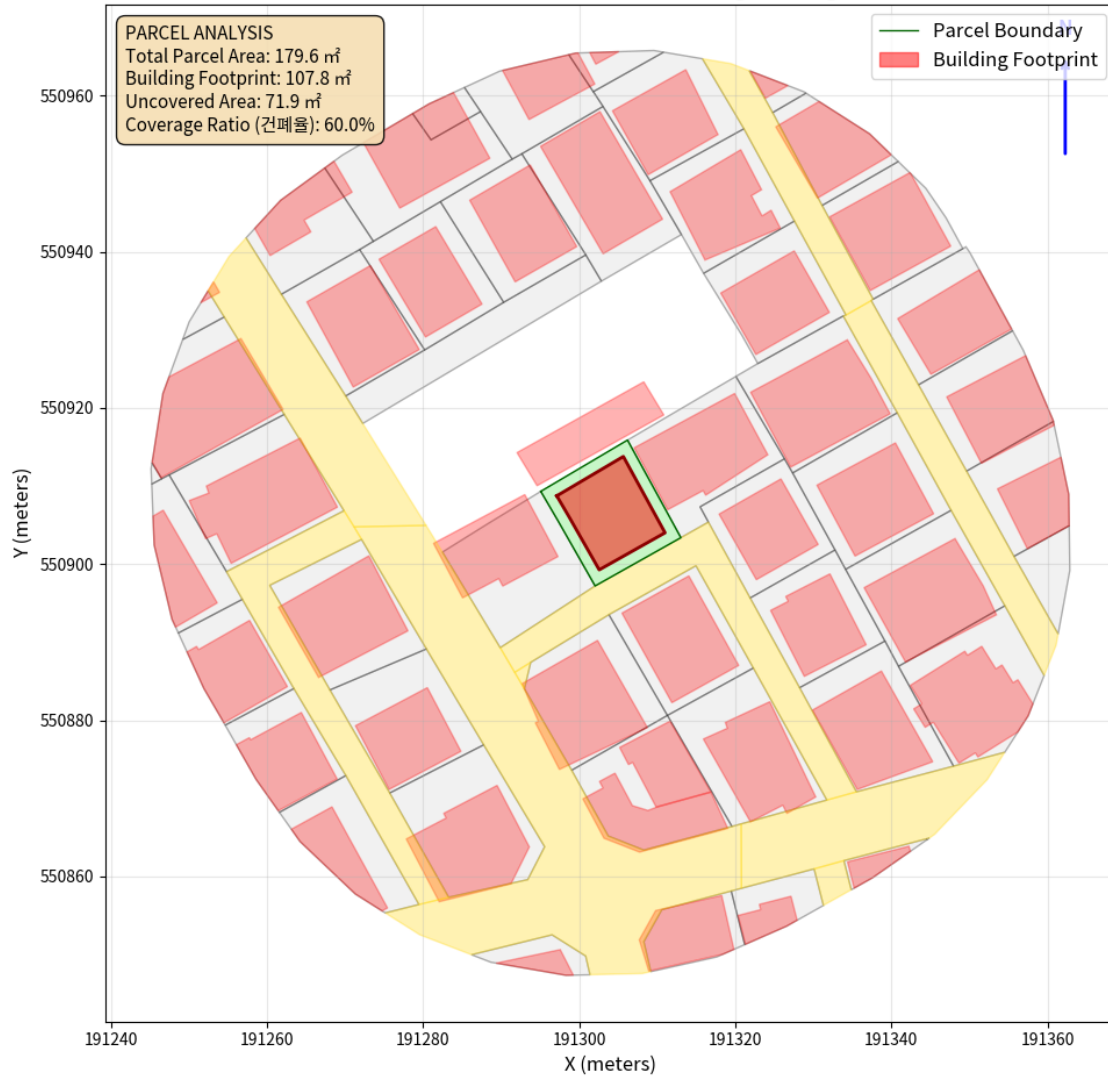 PARCEL ANALYSIS
Total Parcel Area: 179.6 ㎡
Building Footprint: 107.8 ㎡
Uncovered Area: 71.9 ㎡
Coverage Ratio (건폐율): 60.0%
Parcel Boundary
Building Footprint
N
550960
550940
550920
550900
550880
550860
Y (meters)
191240 191260 191280 191300 191320 191340 191360
X (meters)